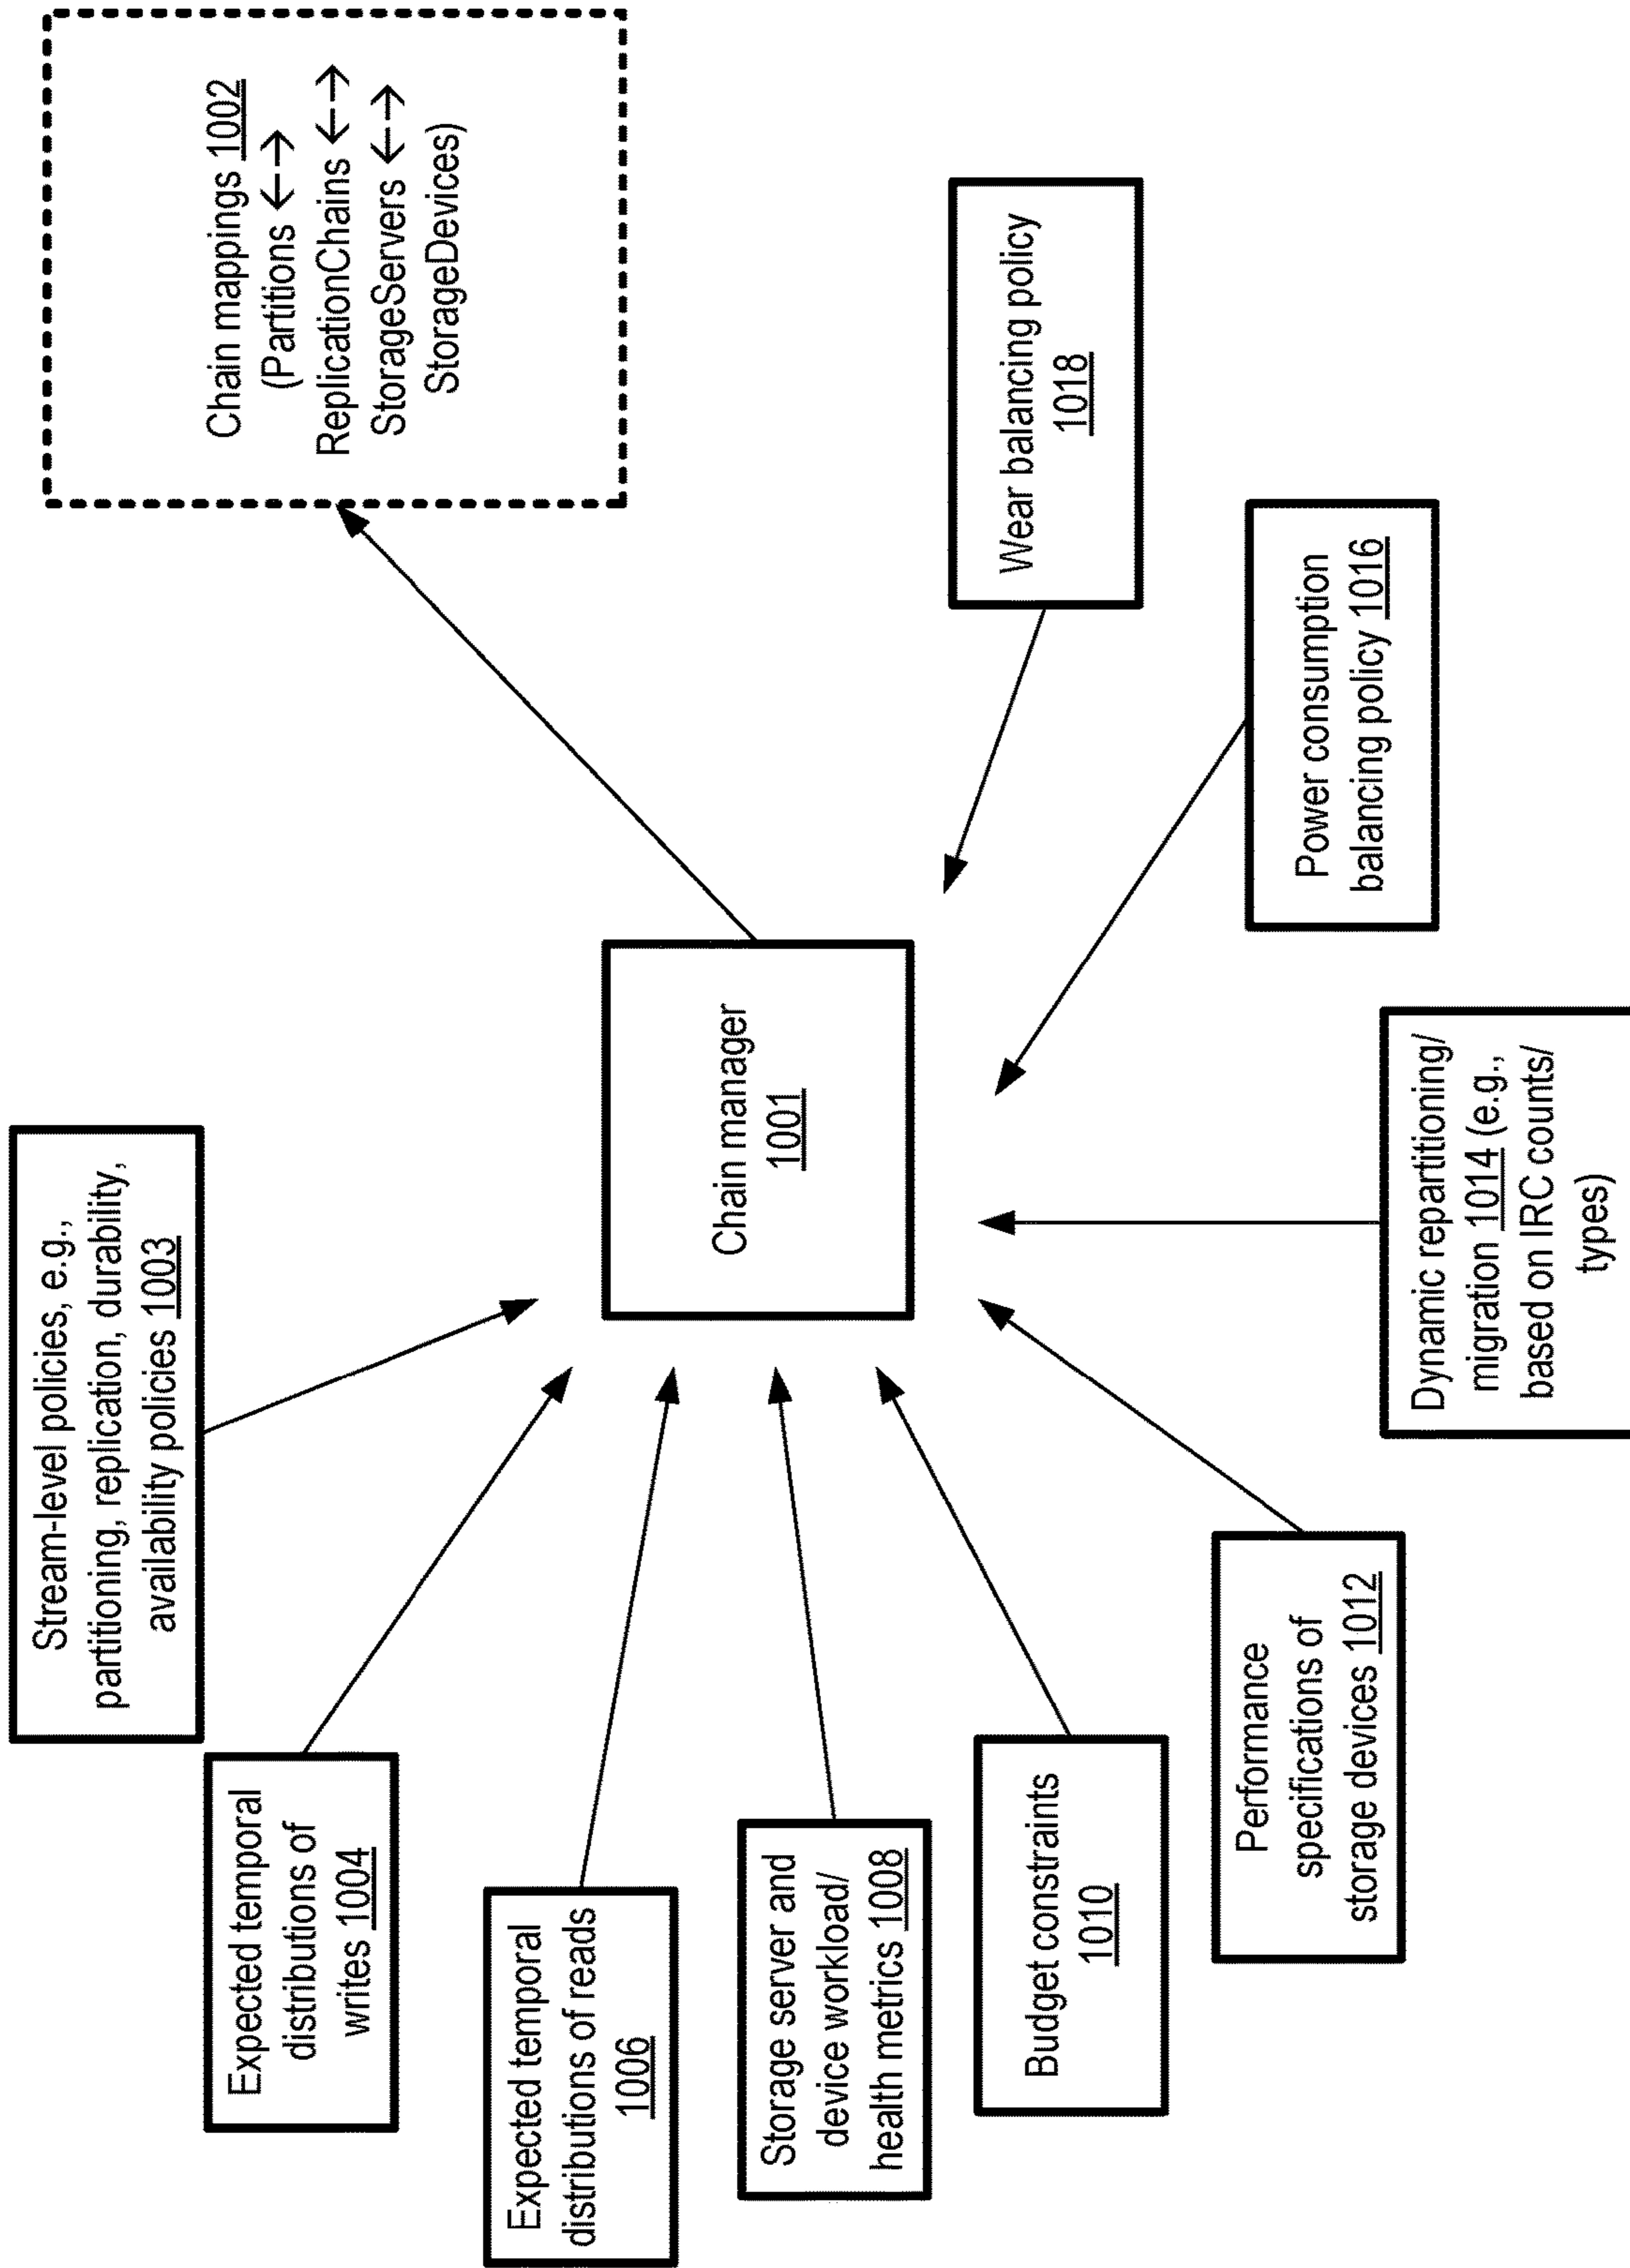 Stream-level policies, e.g.,
partitioning, replication, durability,
availability policies 1003
Chain mappings 1002
(Partitions ←→
ReplicationChains ←→
StorageServers ←→
StorageDevices)
Expected temporal
distributions of
writes 1004
Expected temporal
distributions of reads
1006
Storage server and
device workload/
health metrics 1008
Budget constraints
1010
Performance
specifications of
storage devices 1012
Chain manager
1001
Dynamic repartitioning/
migration 1014 (e.g.,
based on IRC counts/
types)
Power consumption
balancing policy 1016
Wear balancing policy
1018